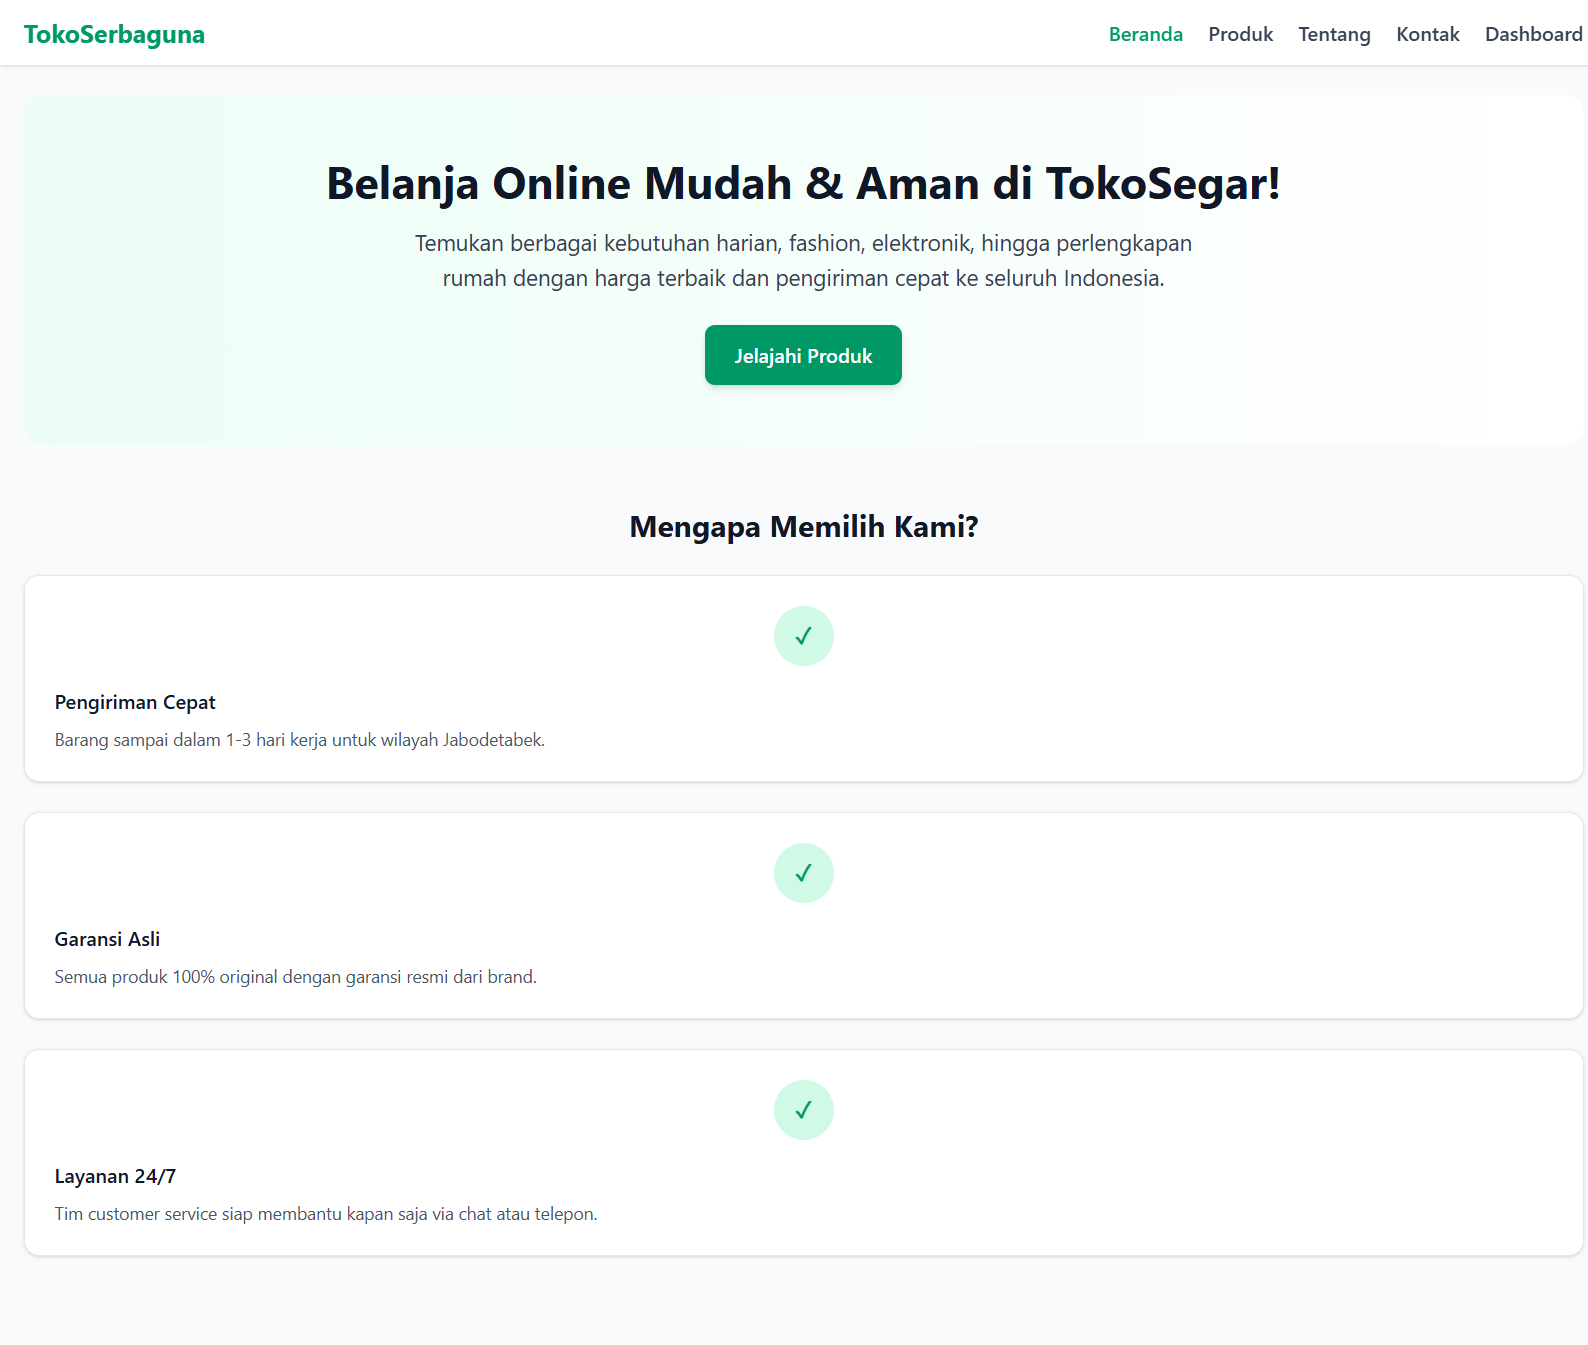 TokoSerbaguna
Beranda Produk Tentang Kontak Dashboard
Belanja Online Mudah & Aman di TokoSegar!
Temukan berbagai kebutuhan harian, fashion, elektronik, hingga perlengkapan
rumah dengan harga terbaik dan pengiriman cepat ke seluruh Indonesia.
Jelajahi Produk
Mengapa Memilih Kami?
✓
Pengiriman Cepat
Barang sampai dalam 1-3 hari kerja untuk wilayah Jabodetabek.
✓
Garansi Asli
Semua produk 100% original dengan garansi resmi dari brand.
✓
Layanan 24/7
Tim customer service siap membantu kapan saja via chat atau telepon.